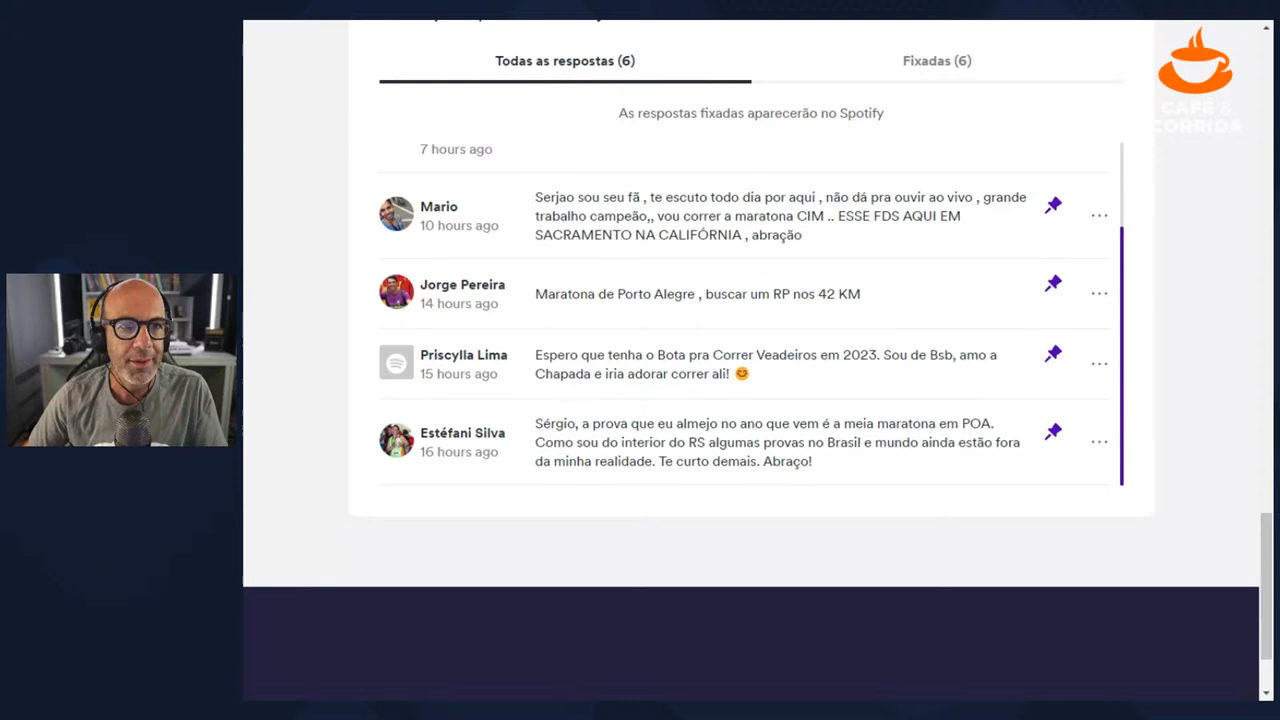 Todas as respostas (6)
Fixadas (6)
As respostas fixadas aparecerão no Spotify
7 hours ago
Mario
10 hours ago
Serjao sou seu fã , te escuto todo dia por aqui , não dá pra ouvir ao vivo , grande
trabalho campeão,, vou correr a maratona CIM .. ESSE FDS AQUI EM
SACRAMENTO NA CALIFÓRNIA , abração
Jorge Pereira
14 hours ago
Maratona de Porto Alegre , buscar um RP nos 42 KM
Priscylla Lima
15 hours ago
Espero que tenha o Bota pra Correr Veadeiros em 2023. Sou de Bsb, amo a
Chapada e iria adorar correr ali! 😊
Estéfani Silva
16 hours ago
Sérgio, a prova que eu almejo no ano que vem é a meia maratona em POA.
Como sou do interior do RS algumas provas no Brasil e mundo ainda estão fora
da minha realidade. Te curto demais. Abraço!
CAFÉ &
CORRIDA